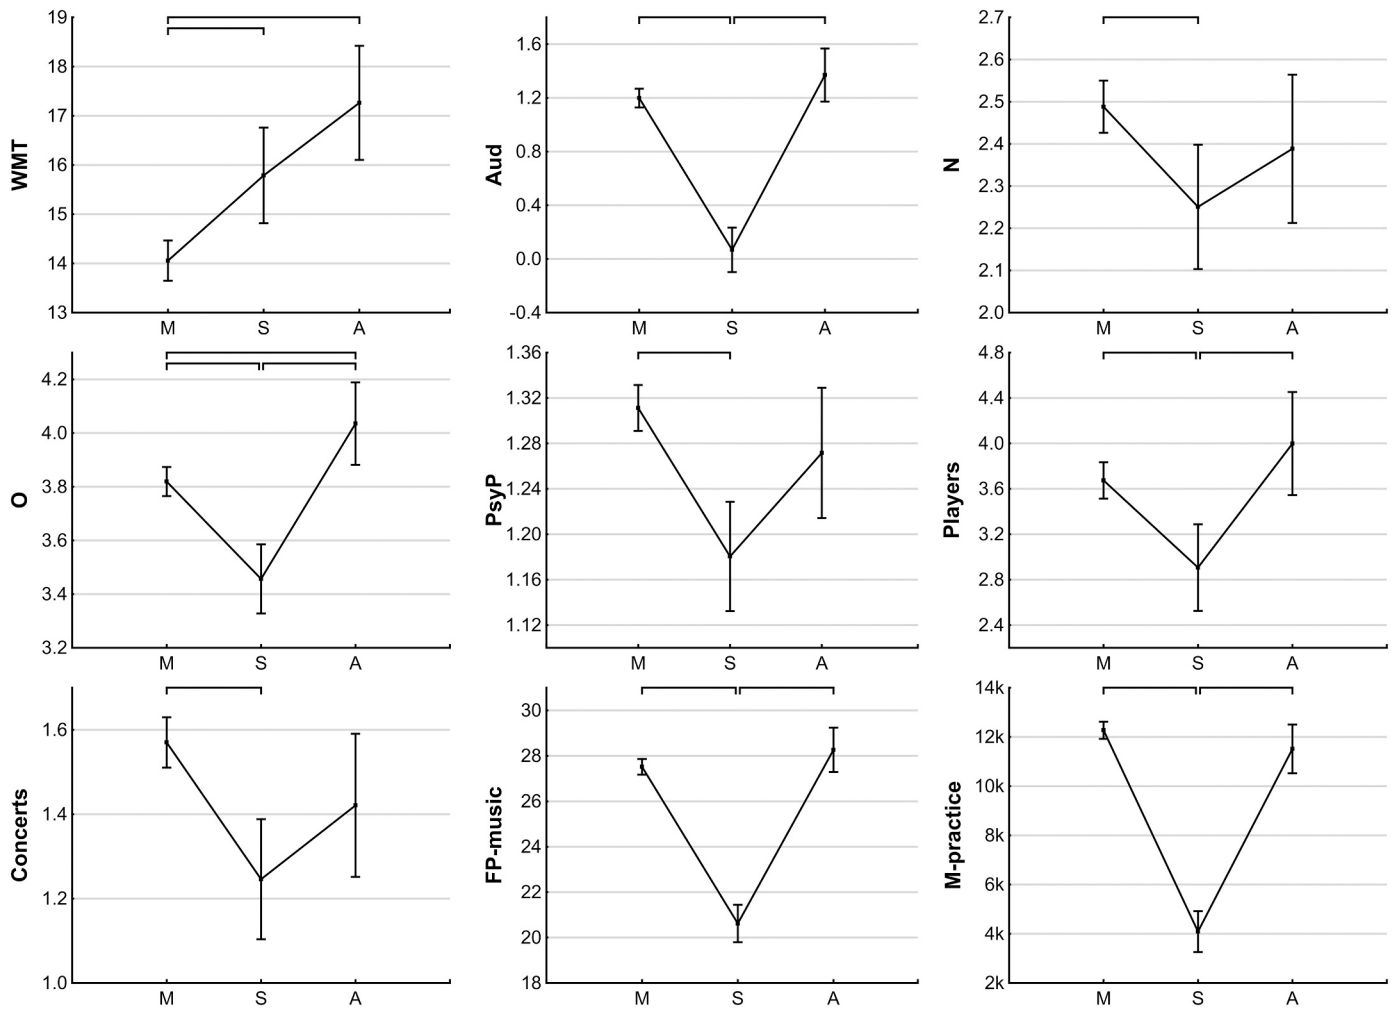 WMT
19
18
17
16
15
14
13
M S A
Aud
1.6
1.2
0.8
0.4
0.0
-0.4
M S A
N
2.7
2.6
2.5
2.4
2.3
2.2
2.1
2.0
M S A
O
4.2
4.0
3.8
3.6
3.4
3.2
M S A
PsyP
1.36
1.32
1.28
1.24
1.20
1.16
1.12
M S A
Players
4.8
4.4
4.0
3.6
3.2
2.8
2.4
M S A
Concerts
1.6
1.4
1.2
1.0
M S A
FP-music
30
28
26
24
22
20
18
M S A
M-practice
14k
12k
10k
8k
6k
4k
2k
M S A